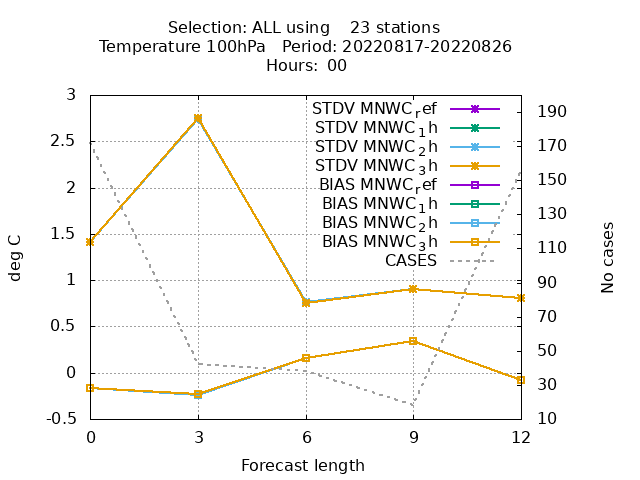 Selection: ALL using    23 stations
Temperature 100hPa   Period: 20220817-20220826
Hours:  00
3
2.5
2
1.5
1
0.5
0
-0.5
deg C
190
170
150
130
110
90
70
50
30
10
No cases
STDV MNWC_ref
STDV MNWC_1h
STDV MNWC_2h
STDV MNWC_3h
BIAS MNWC_ref
BIAS MNWC_1h
BIAS MNWC_2h
BIAS MNWC_3h
CASES
0 3 6 9 12
Forecast length